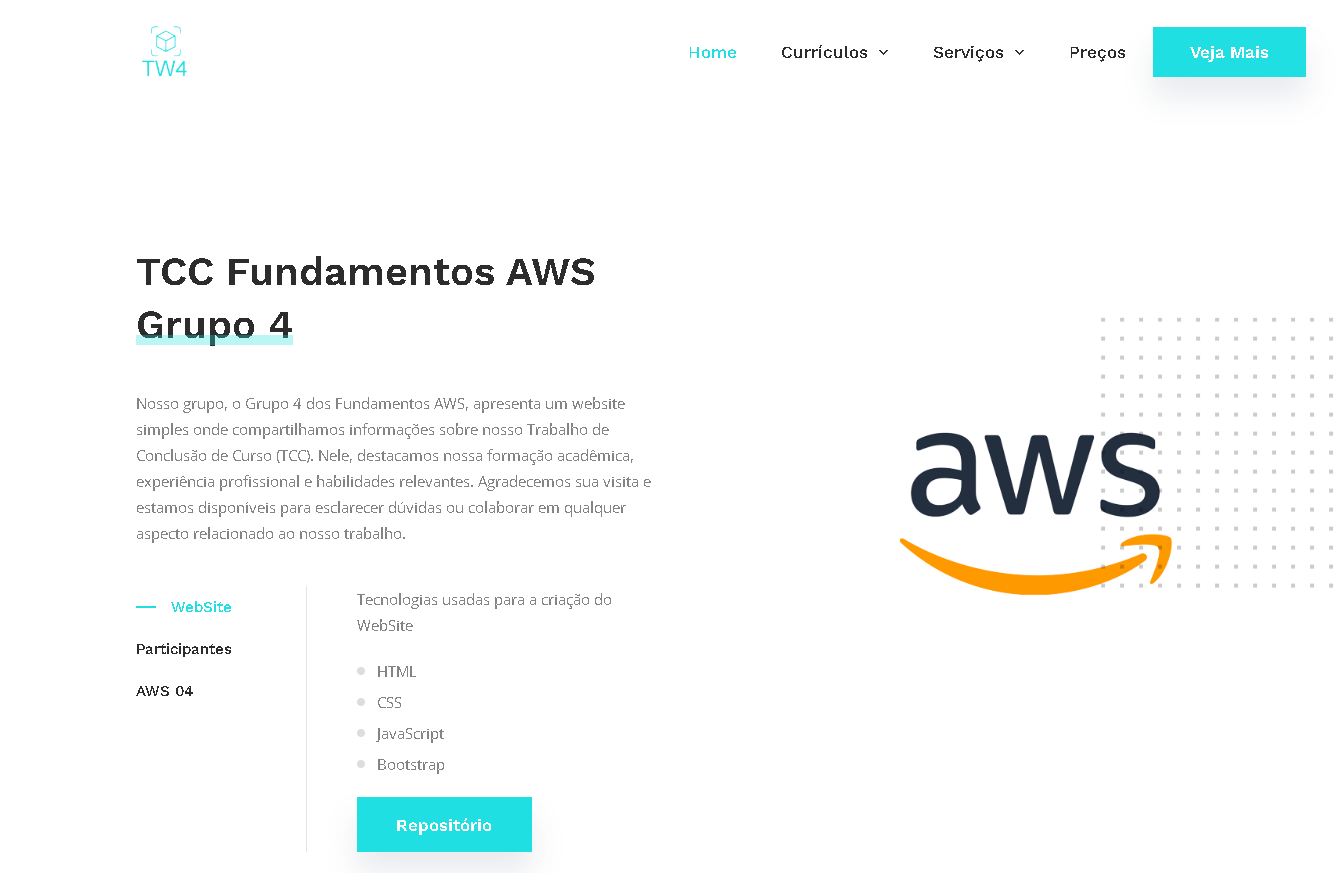 TW4
Home
Currículos
Serviços
Preços
Veja Mais
TCC Fundamentos AWS
Grupo 4
Nosso grupo, o Grupo 4 dos Fundamentos AWS, apresenta um website
simples onde compartilhamos informações sobre nosso Trabalho de
Conclusão de Curso (TCC). Nele, destacamos nossa formação acadêmica,
experiência profissional e habilidades relevantes. Agradecemos sua visita e
estamos disponíveis para esclarecer dúvidas ou colaborar em qualquer
aspecto relacionado ao nosso trabalho.
WebSite
Participantes
AWS 04
Tecnologias usadas para a criação do
WebSite
HTML
CSS
JavaScript
Bootstrap
Repositório
aws